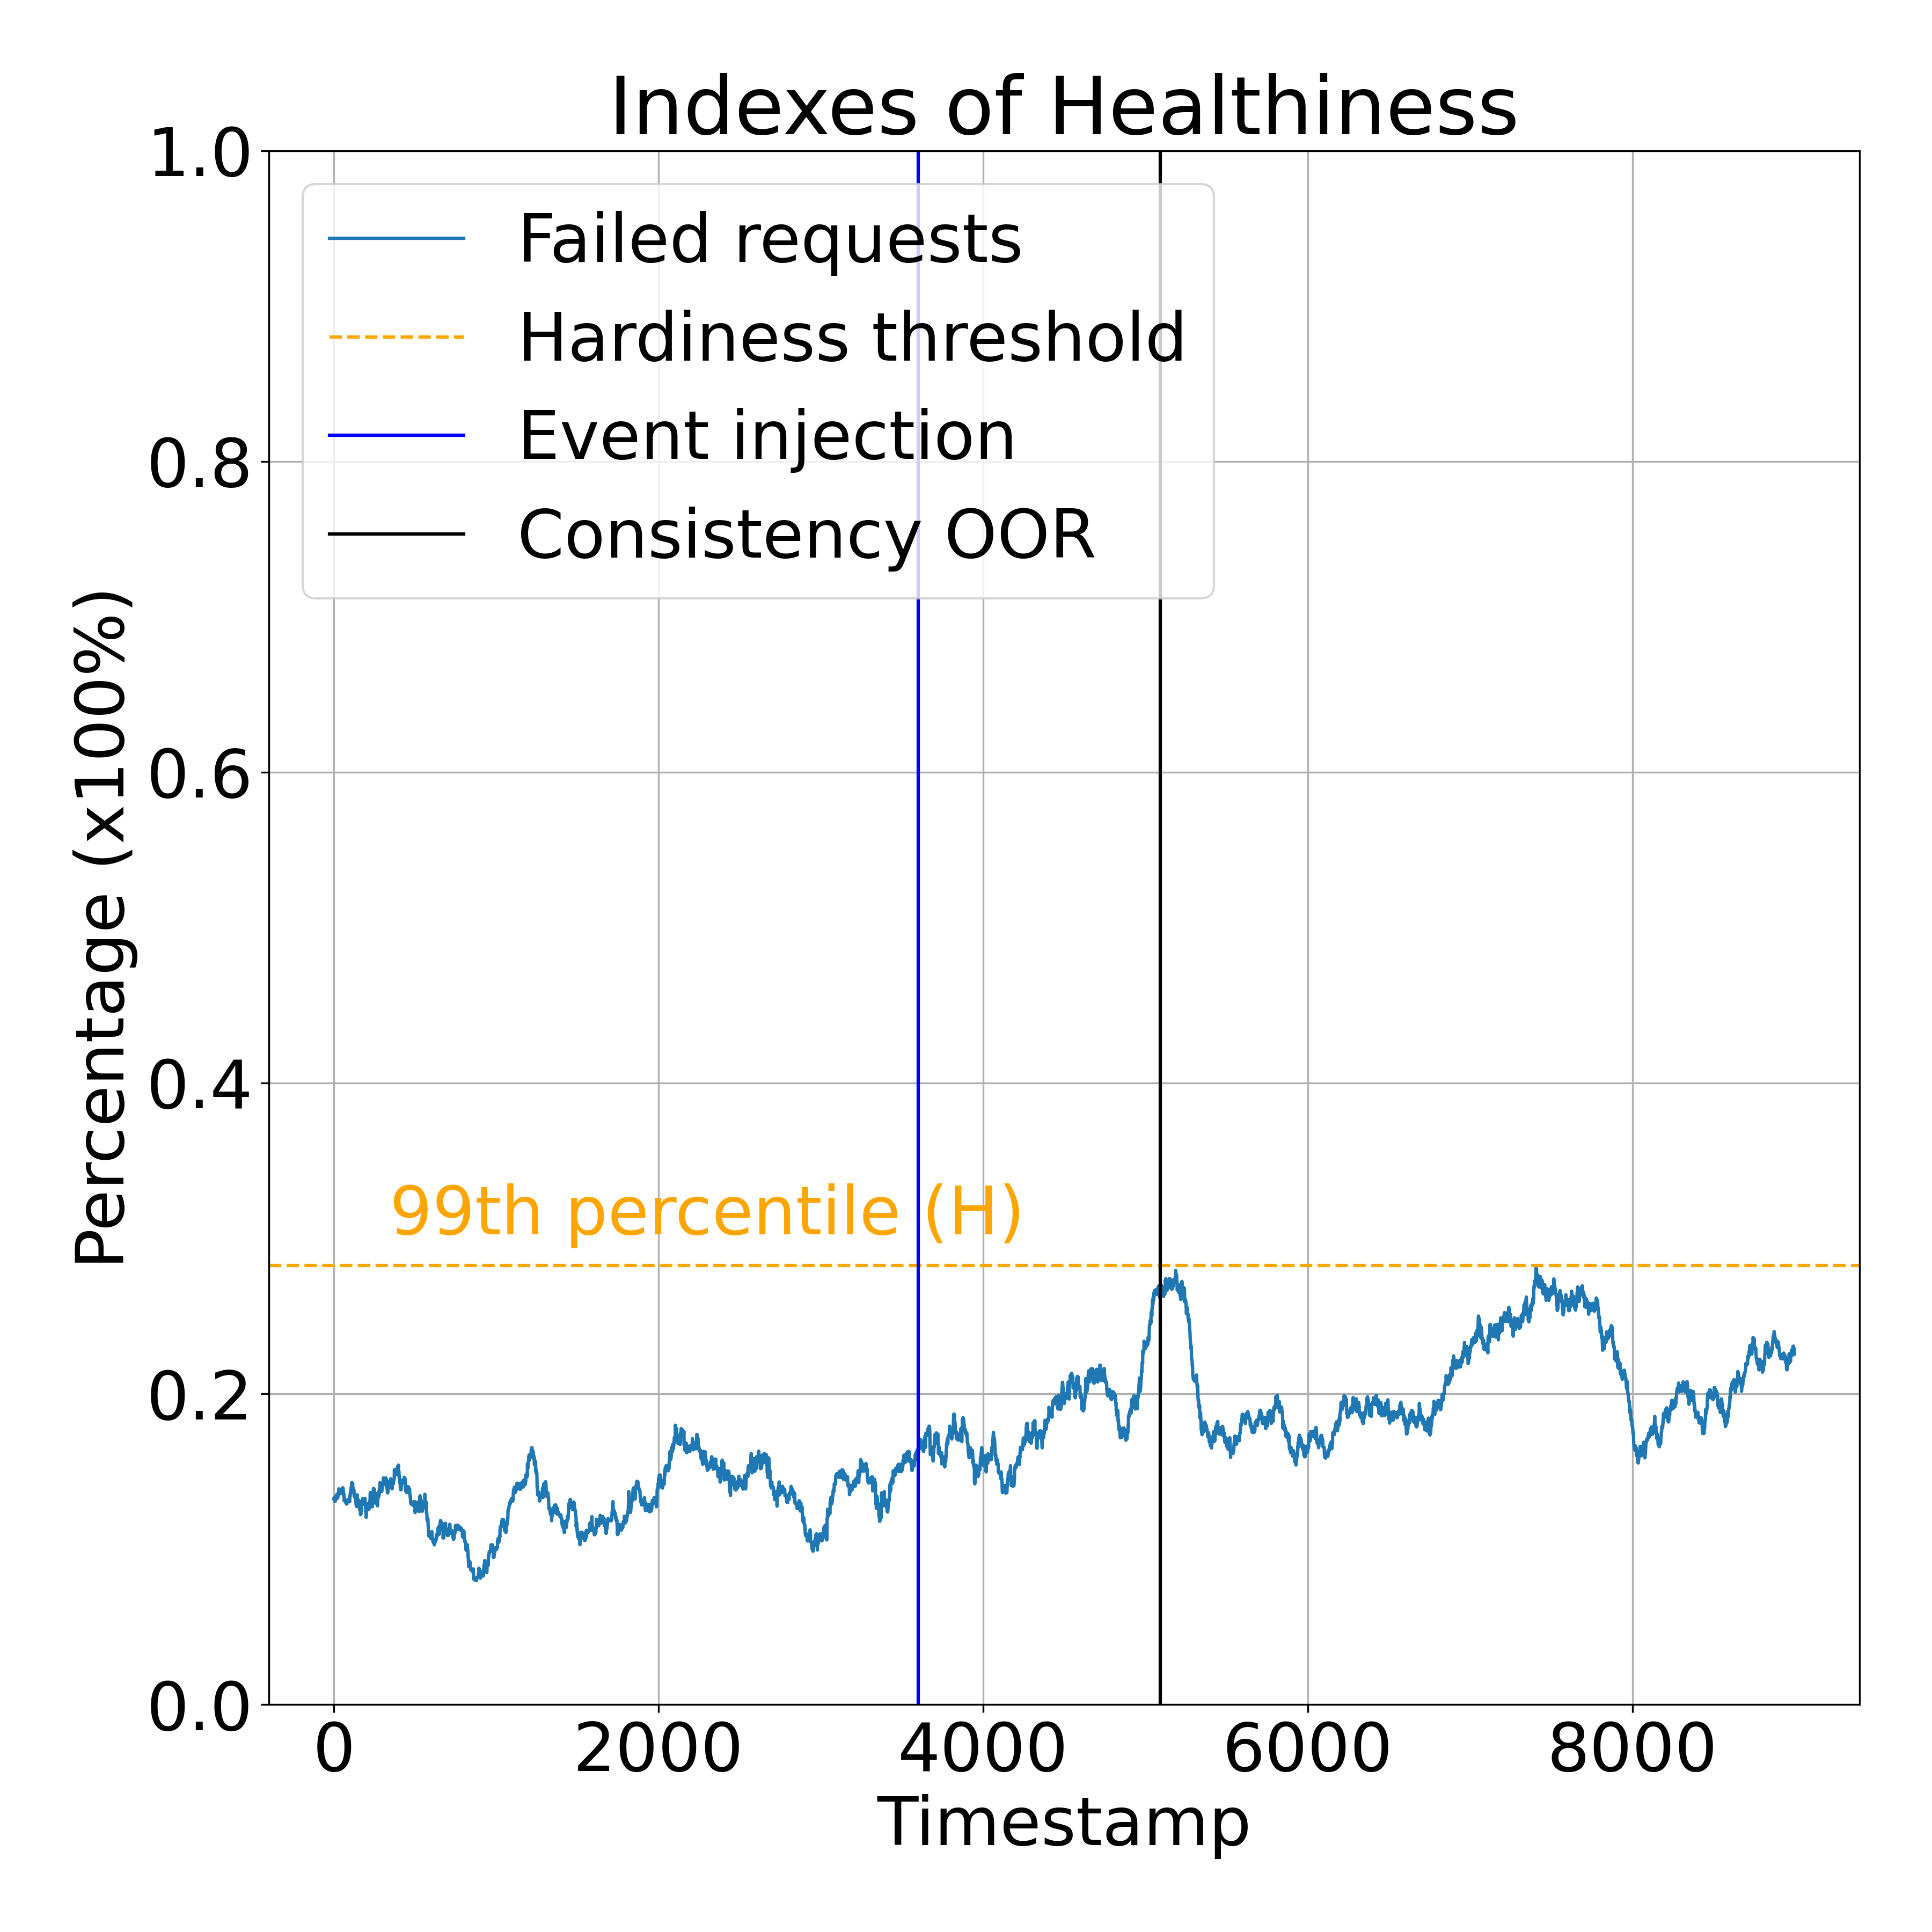 Indexes of Healthiness
1.0
0.8
0.6
0.4
0.2
0.0
Percentage (x100%)
Failed requests
Hardiness threshold
Event injection
Consistency OOR
99th percentile (H)
0 2000 4000 6000 8000
Timestamp